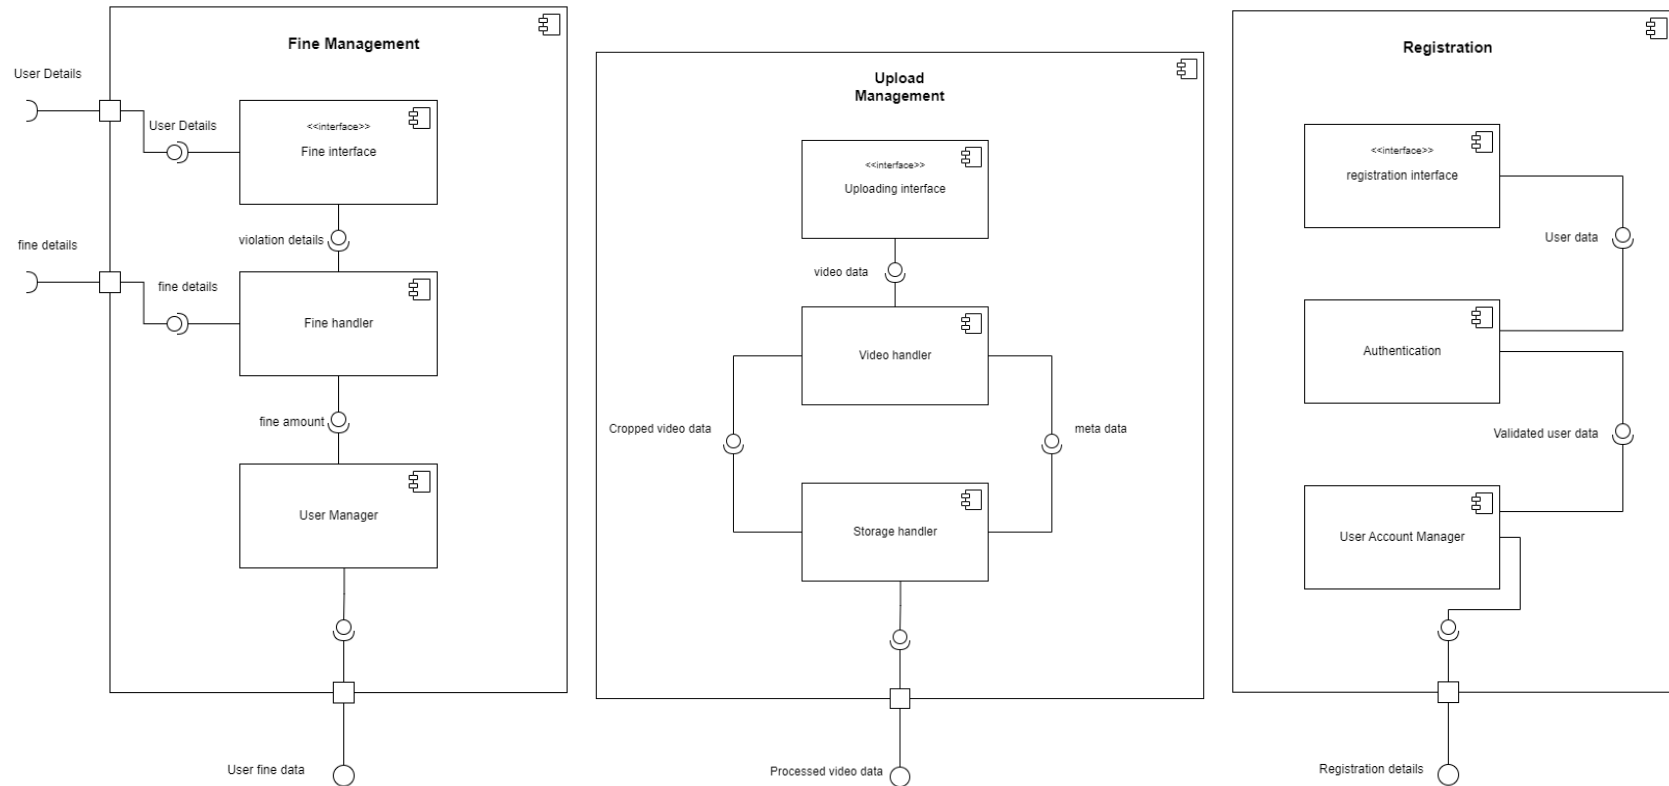 Fine Management
User Details
User Details
<<interface>>
Fine interface
violation details
fine details
fine details
Fine handler
fine amount
User Manager
User fine data
Upload
Management
<<interface>>
Uploading interface
video data
Video handler
Cropped video data
meta data
Storage handler
Processed video data
Registration
<<interface>>
registration interface
User data
Authentication
Validated user data
User Account Manager
Registration details